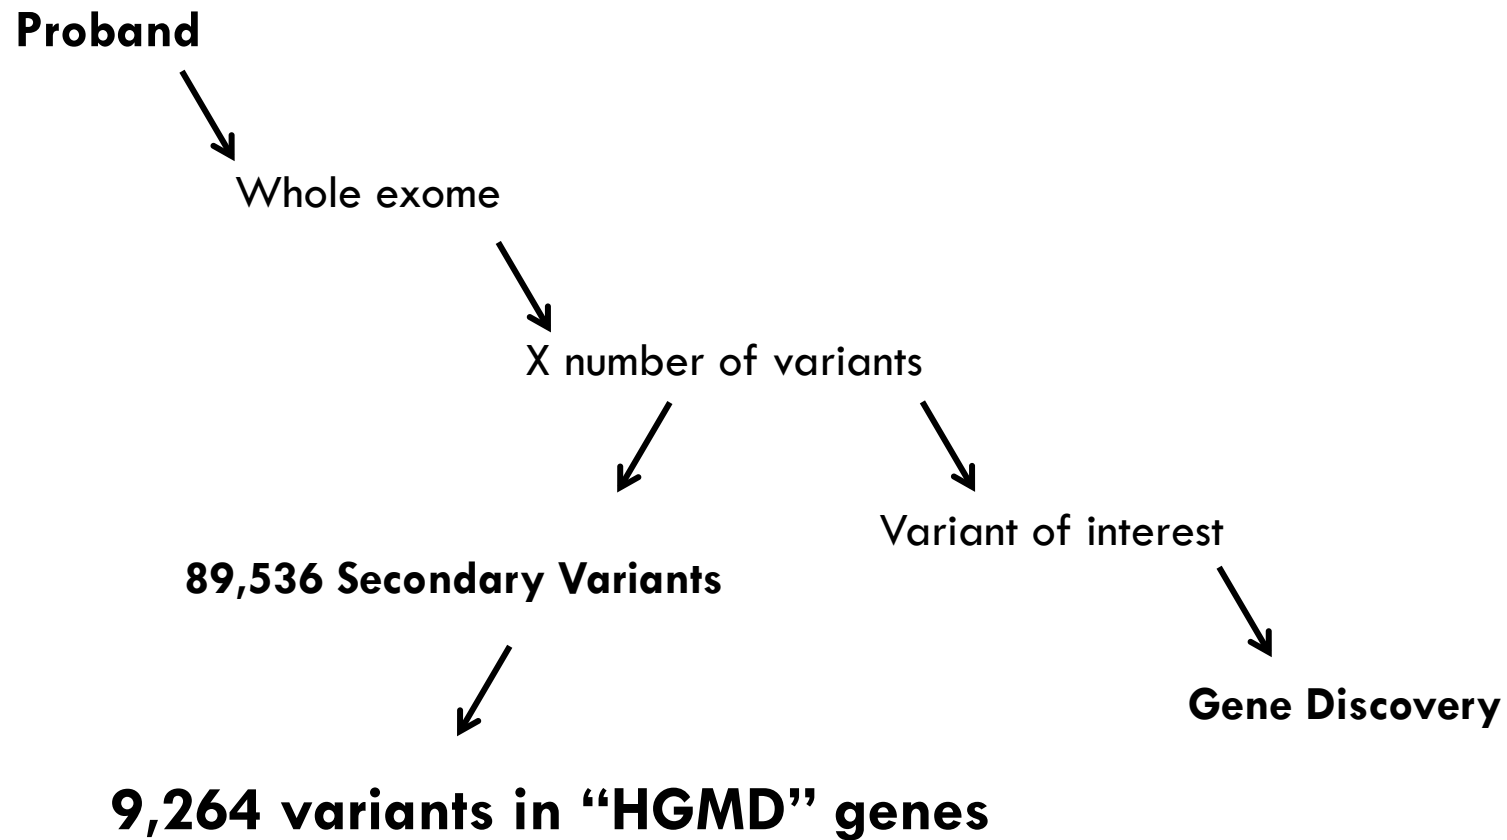 Proband
Whole exome
X number of variants
Variant of interest
89,536 Secondary Variants
Gene Discovery
9,264 variants in “HGMD” genes